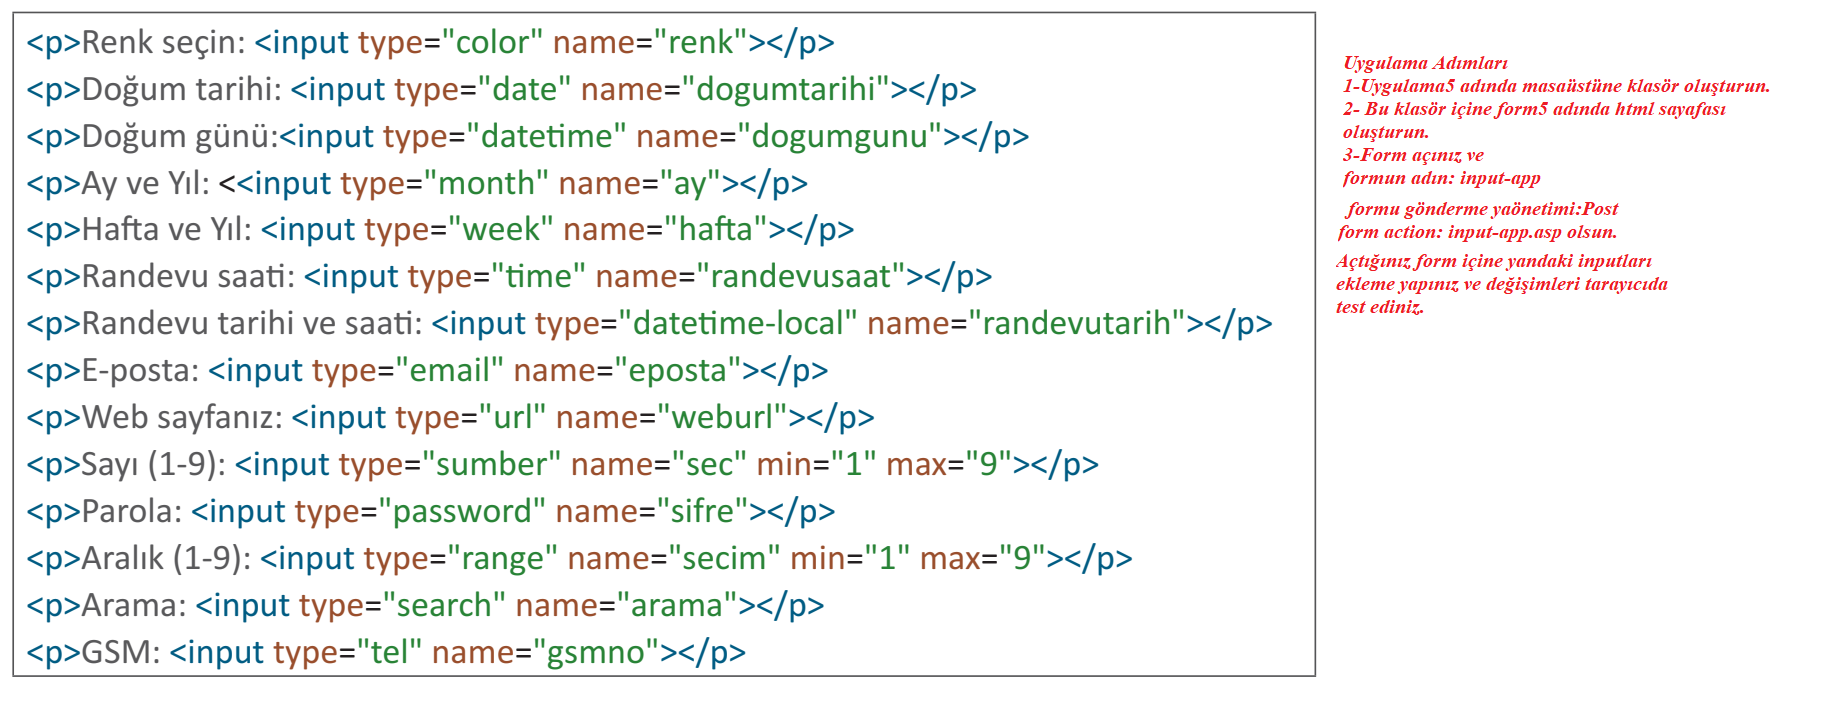 <p>Renk seçin: <input type="color" name="renk"></p>
<p>Doğum tarihi: <input type="date" name="dogumtarihi"></p>
<p>Doğum günü:<input type="datetime" name="dogumgunu"></p>
<p>Ay ve Yıl: <<input type="month" name="ay"></p>
<p>Hafta ve Yıl: <input type="week" name="hafta"></p>
<p>Randevu saati: <input type="time" name="randevusaat"></p>
<p>Randevu tarihi ve saati: <input type="datetime-local" name="randevutarih"></p>
<p>E-posta: <input type="email" name="eposta"></p>
<p>Web sayfanız: <input type="url" name="weburl"></p>
<p>Sayı (1-9): <input type="sumber" name="sec" min="1" max="9"></p>
<p>Parola: <input type="password" name="sifre"></p>
<p>Aralık (1-9): <input type="range" name="secim" min="1" max="9"></p>
<p>Arama: <input type="search" name="arama"></p>
<p>GSM: <input type="tel" name="gsmno"></p>
Uygulama Adımları
1-Uygulama5 adında masaüstüne klasör oluşturun.
2- Bu klasör içine form5 adında html sayafası
oluşturun.
3-Form açınız ve
formun adın: input-app
formu gönderme yaönetimi:Post
form action: input-app.asp olsun.
Açtığınız form içine yandaki inputları
ekleme yapınız ve değişimleri tarayıcıda
test ediniz.